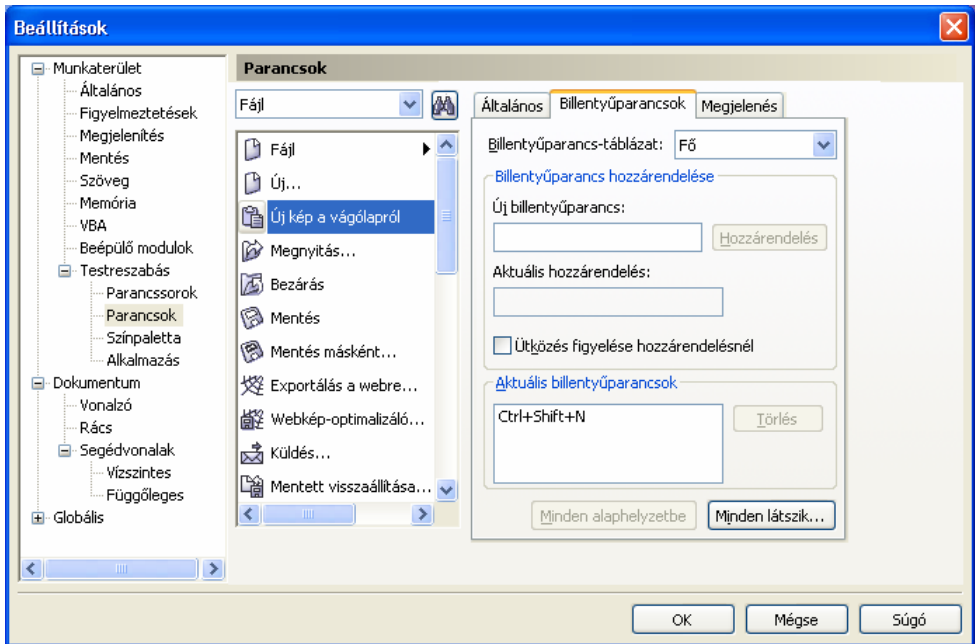 Beállítások
Munkaterület
Általános
Figyelmeztetések
Megjelenítés
Mentés
Szöveg
Memória
VBA
Beépülő modulok
Testreszabás
Parancssorok
Parancsok
Színpaletta
Alkalmazás
Dokumentum
Vonalzó
Rács
Segédvonalak
Vízszintes
Függőleges
Globális
Parancsok
Fájl
Fájl
Új...
Új kép a vágólapról
Megnyitás...
Bezárás
Mentés
Mentés másként...
Exportálás a webre...
Webkép-optimalizáló...
Küldés...
Mentett visszaállítása...
Általános Billentyűparancsok Megjelenés
Billentyűparancs-táblázat: Fő
Billentyűparancs hozzárendelése
Új billentyűparancs:
Hozzárendelés
Aktuális hozzárendelés:
Ütközés figyelése hozzárendelésnél
Aktuális billentyűparancsok
Ctrl+Shift+N
Törlés
Minden alaphelyzetbe Minden látszik...
OK Mégse Súgó